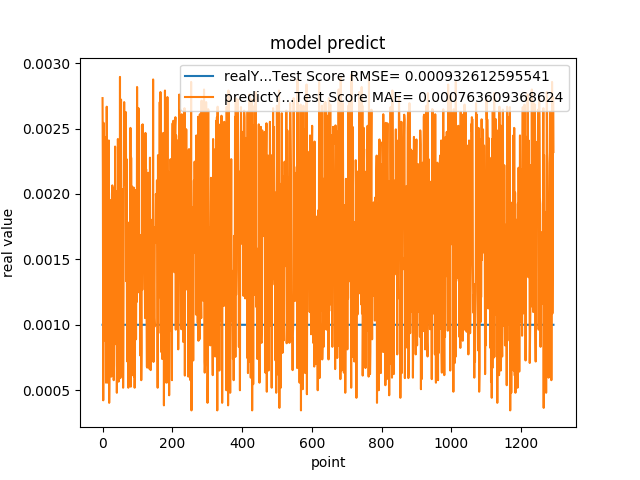 model predict
realY...Test Score RMSE= 0.000932612595541
predictY...Test Score MAE= 0.000763609368624
0.0030
0.0025
0.0020
0.0015
0.0010
0.0005
real value
0 200 400 600 800 1000 1200
point